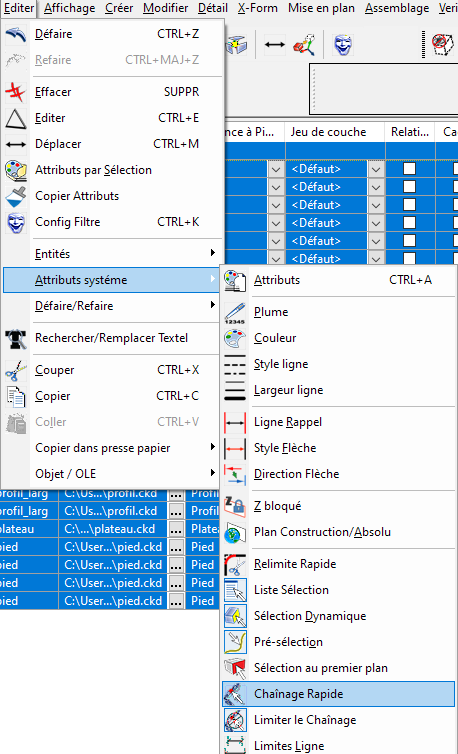 Editer Affichage Créer Modifier Détail X-Form Mise en plan Assemblage Veri
Défaire CTRL+Z
Refaire CTRL+MAJ+Z
Effacer SUPPR
Editer CTRL+E
Déplacer CTRL+M
Attributs par Sélection
Copier Attributs
Config Filtre CTRL+K
Entités
Attributs systéme
Défaire/Refaire
Rechercher/Remplacer Textel
Couper CTRL+X
Copier CTRL+C
Coller CTRL+V
Copier dans presse papier
Objet / OLE
nce à Pi... Jeu de couche Relati... Ca
<Défaut>
<Défaut>
<Défaut>
<Défaut>
<Défaut>
<Défaut>
Attributs CTRL+A
Plume
12345
Couleur
Style ligne
Largeur ligne
Ligne Rappel
Style Flèche
Direction Flèche
Z bloqué
Plan Construction/Absolu
Relimite Rapide
Liste Sélection
Sélection Dynamique
Pré-sélection
Sélection au premier plan
Chaînage Rapide
Limiter le Chaînage
Limites Ligne
profil_larg C:\Us...\profil.ckd ... Profil
profil_larg C:\Us...\profil.ckd ... Profil
plateau C:\...\plateau.ckd ... Platea
pied C:\User...\pied.ckd ... Pied
pied C:\User...\pied.ckd ... Pied
pied C:\User...\pied.ckd ... Pied
pied C:\User...\pied.ckd ... Pied